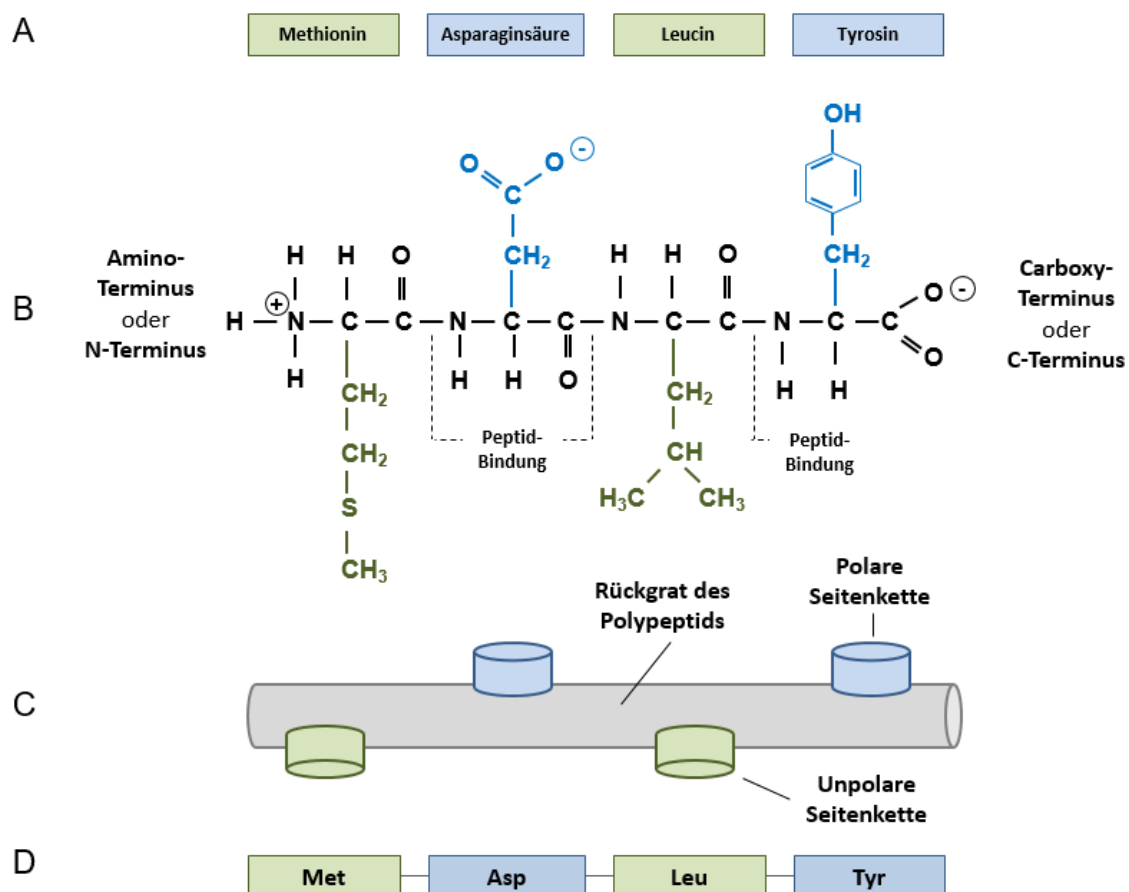 A
Methionin
Asparaginsäure
Leucin
Tyrosin
OH
O
O
-
C
H
H
O
CH₂
H
H
O
CH₂
Amino-
Terminus
oder
N-Terminus
B
+
H
N
C
C
N
C
C
N
C
C
N
C
C
O
-
O
Carboxy-
Terminus
oder
C-Terminus
H
H
H
O
H
H
CH₂
CH₂
Peptid-
Bindung
Peptid-
Bindung
CH₂
CH
S
H₃C
CH₃
CH₃
Rückgrat des
Polypeptids
Polare
Seitenkette
C
Unpolare
Seitenkette
D
Met
Asp
Leu
Tyr